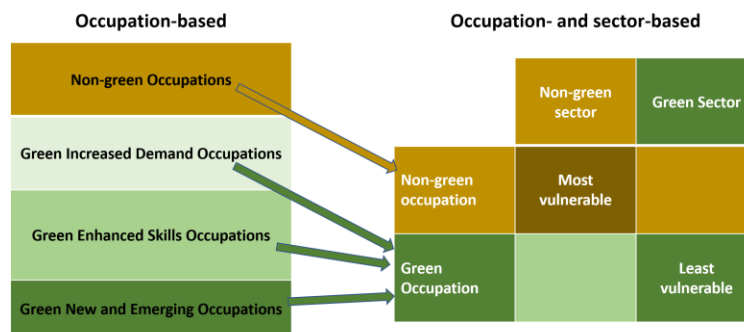 Occupation-based
Occupation- and sector-based
Non-green Occupations
Green Increased Demand Occupations
Green Enhanced Skills Occupations
Green New and Emerging Occupations
Non-green
sector
Green Sector
Non-green
occupation
Most
vulnerable
Green
Occupation
Least
vulnerable